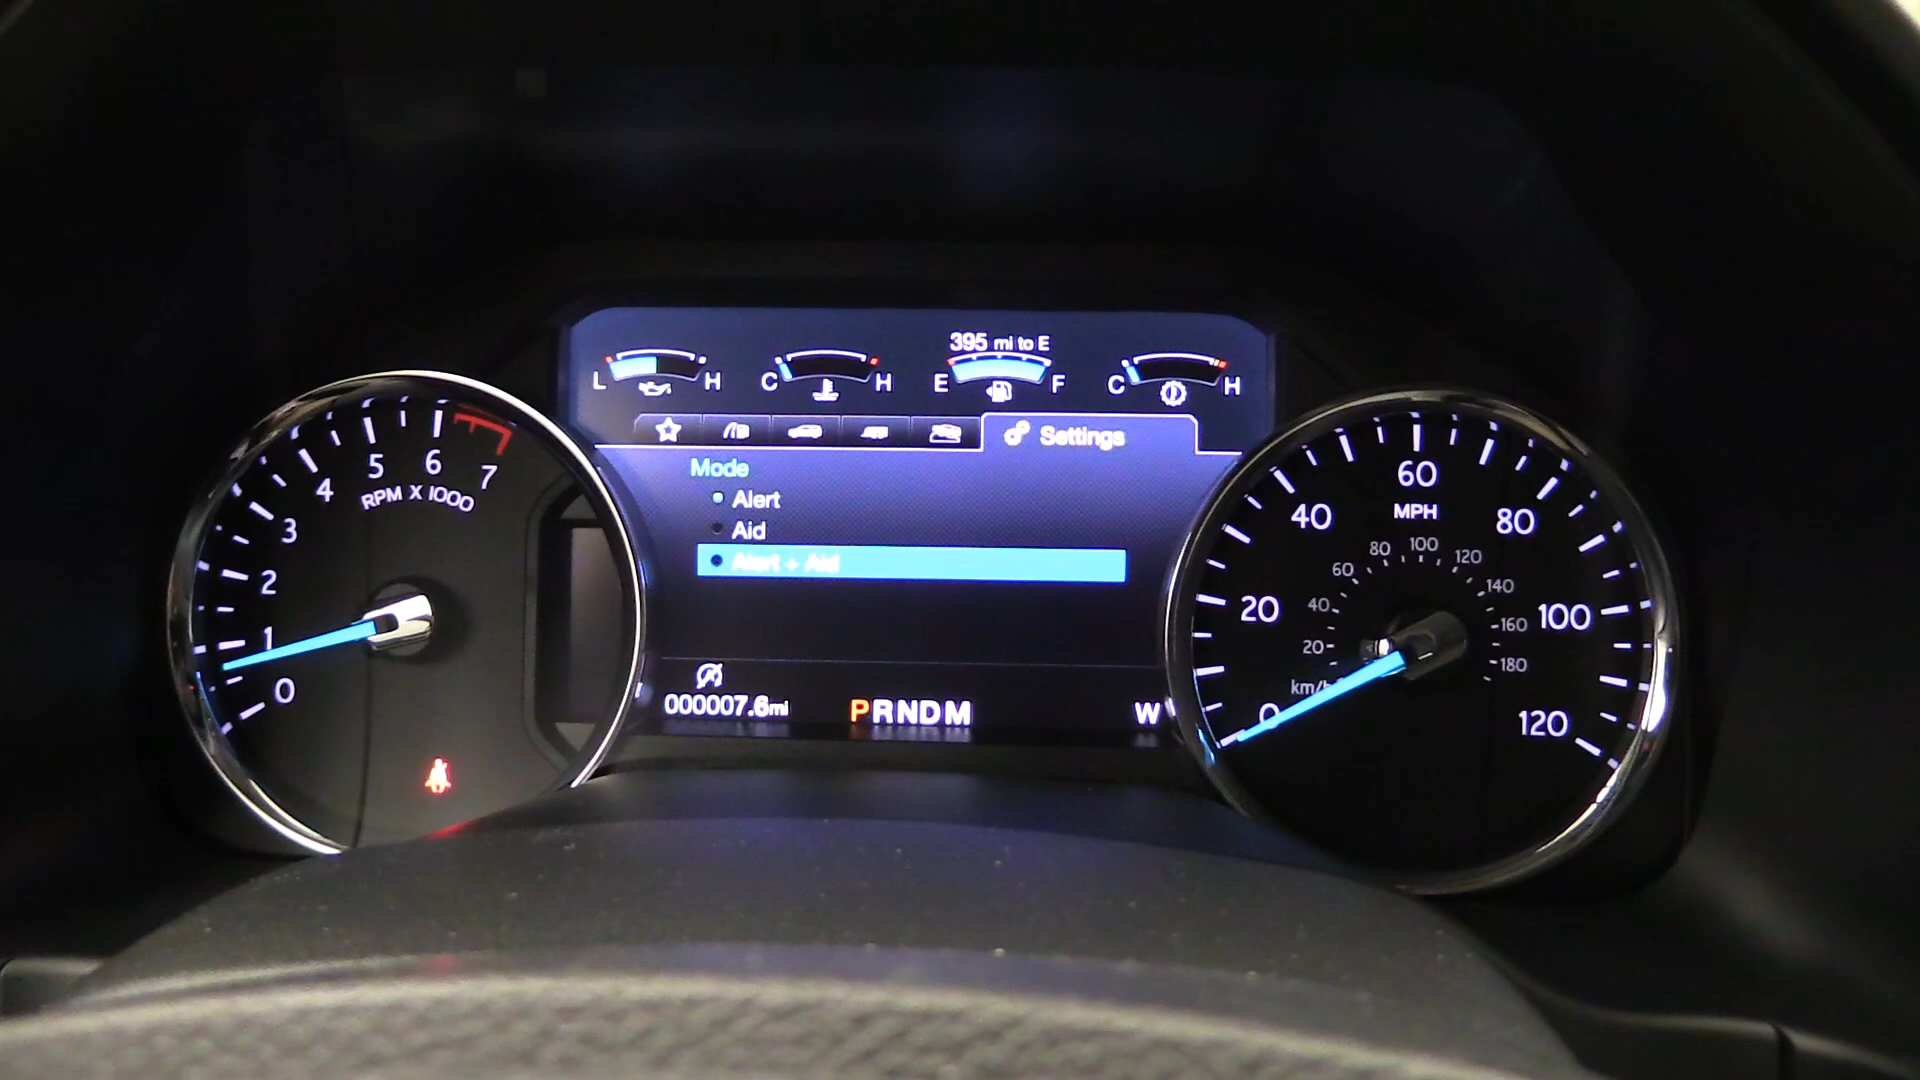 395 mi to E
L H
C H
E F
C H
Settings
Mode
Alert
Aid
Alert + Aid
000007.6mi
PRNDM
W
0
1
2
3
4
5
6
7
RPM X 1000
0
20
40
60
80
100
120
MPH
20
40
60
80
100
120
140
160
180
km/h